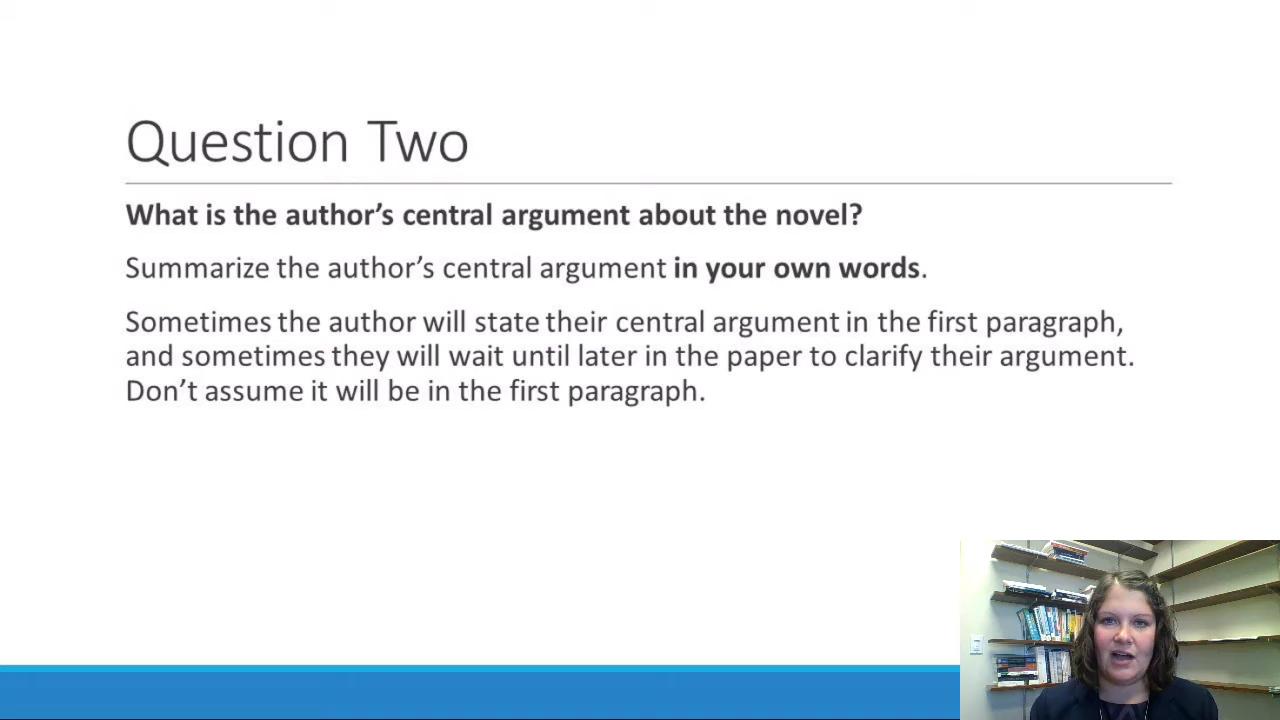 Question Two
What is the author’s central argument about the novel?
Summarize the author’s central argument in your own words.
Sometimes the author will state their central argument in the first paragraph,
and sometimes they will wait until later in the paper to clarify their argument.
Don’t assume it will be in the first paragraph.